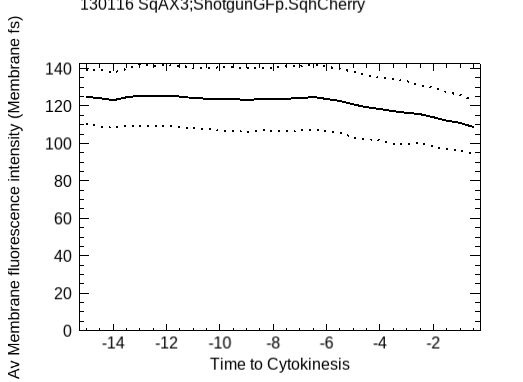 130116 SqAX3;ShotgunGFp.SqhCherry
Av Membrane fluorescence intensity (Membrane fs)
140
120
100
80
60
40
20
0
-14 -12 -10 -8 -6 -4 -2
Time to Cytokinesis